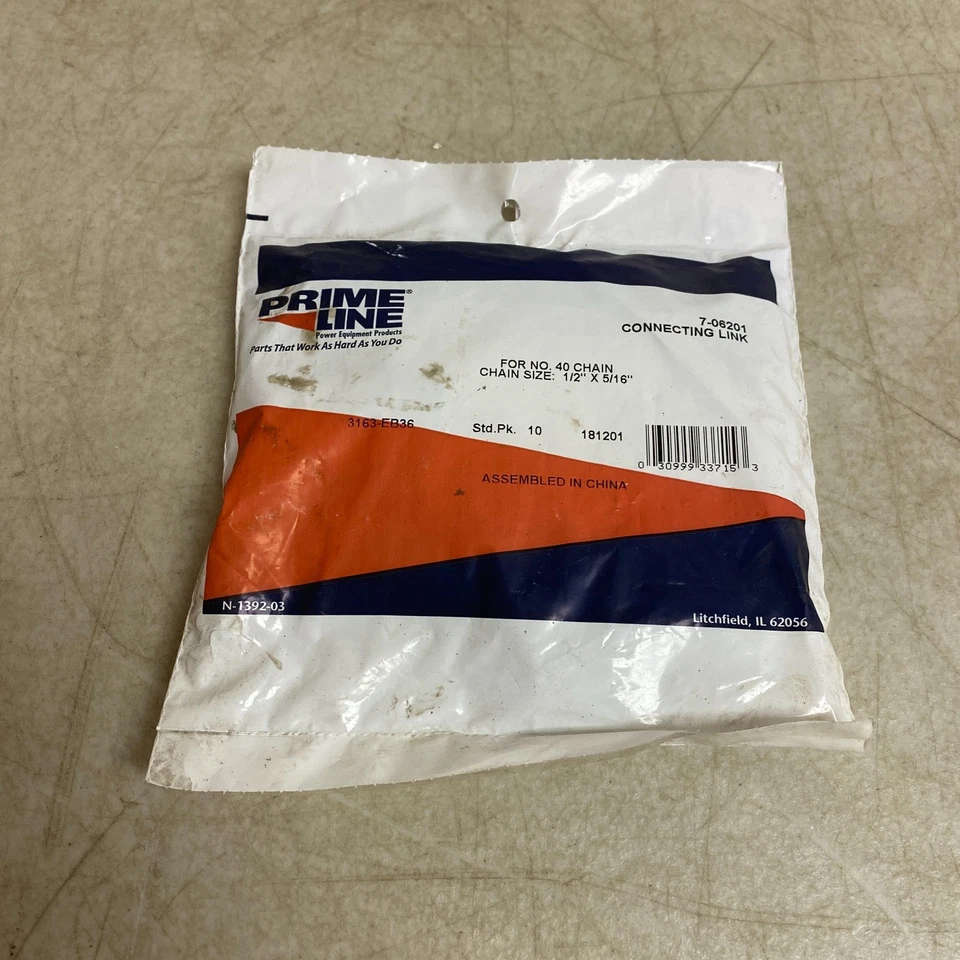 PRIME
LINE®
Power Equipment Products
Parts That Work As Hard As You Do
7-06201
CONNECTING LINK
FOR NO. 40 CHAIN
CHAIN SIZE: 1/2" X 5/16"
3163-EB36 Std.Pk. 10 181201
0 30999 33715 3
ASSEMBLED IN CHINA
N-1392-03
Litchfield, IL 62056